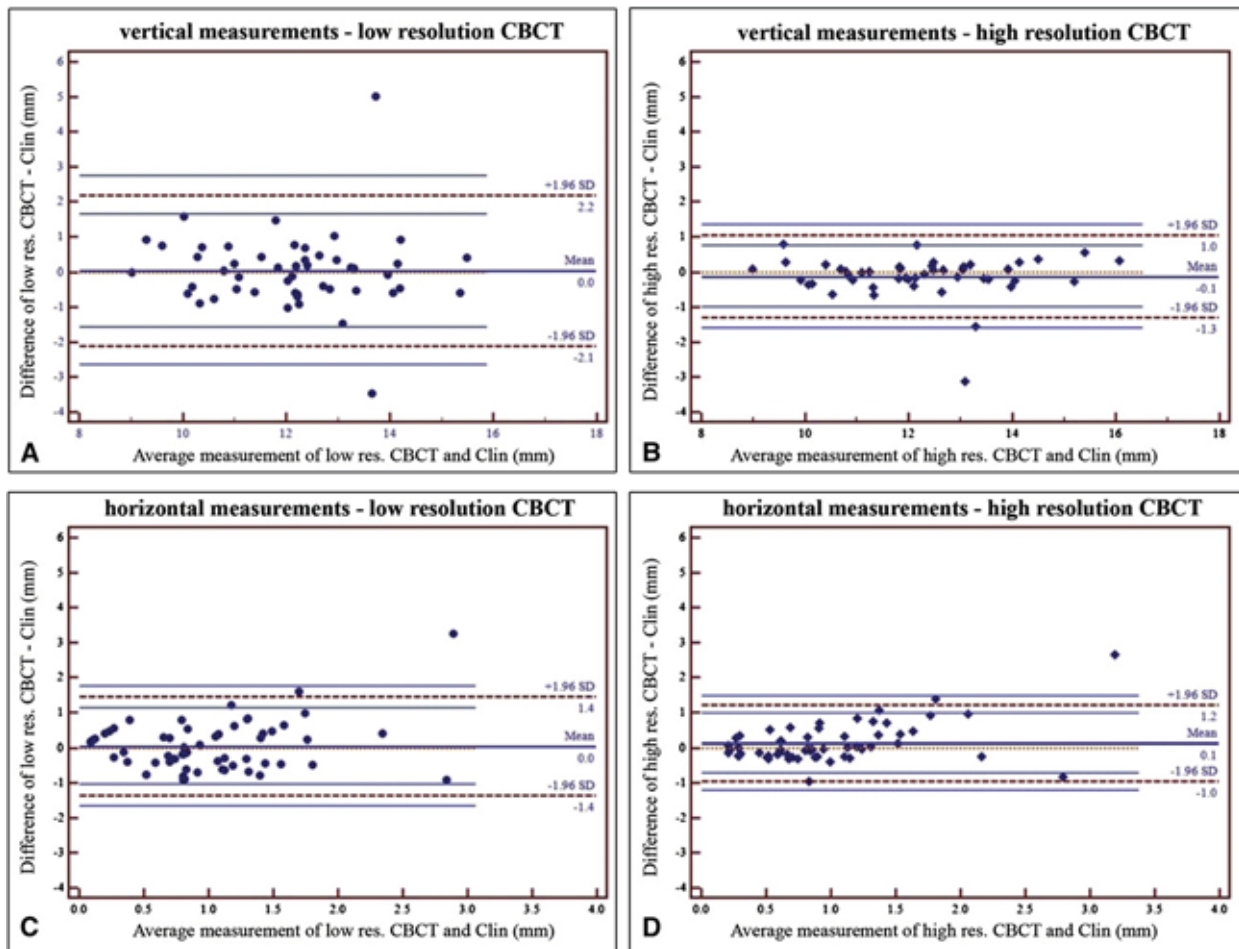 vertical measurements - low resolution CBCT
Difference of low res. CBCT - Clin (mm)
6
5
4
3
2
1
0
-1
-2
-3
-4
+1.96 SD
2.2
Mean
0.0
-1.96 SD
-2.1
8 10 12 14 16 18
A
Average measurement of low res. CBCT and Clin (mm)
vertical measurements - high resolution CBCT
Difference of high res. CBCT - Clin (mm)
6
5
4
3
2
1
0
-1
-2
-3
-4
+1.96 SD
1.0
Mean
-0.1
-1.96 SD
-1.3
8 10 12 14 16 18
B
Average measurement of high res. CBCT and Clin (mm)
horizontal measurements - low resolution CBCT
Difference of low res. CBCT - Clin (mm)
6
5
4
3
2
1
0
-1
-2
-3
-4
+1.96 SD
1.4
Mean
0.0
-1.96 SD
-1.4
0.0 0.5 1.0 1.5 2.0 2.5 3.0 3.5 4.0
C
Average measurement of low res. CBCT and Clin (mm)
horizontal measurements - high resolution CBCT
Difference of high res. CBCT - Clin (mm)
6
5
4
3
2
1
0
-1
-2
-3
-4
+1.96 SD
1.2
Mean
0.1
-1.96 SD
-1.0
0.0 0.5 1.0 1.5 2.0 2.5 3.0 3.5 4.0
D
Average measurement of high res. CBCT and Clin (mm)